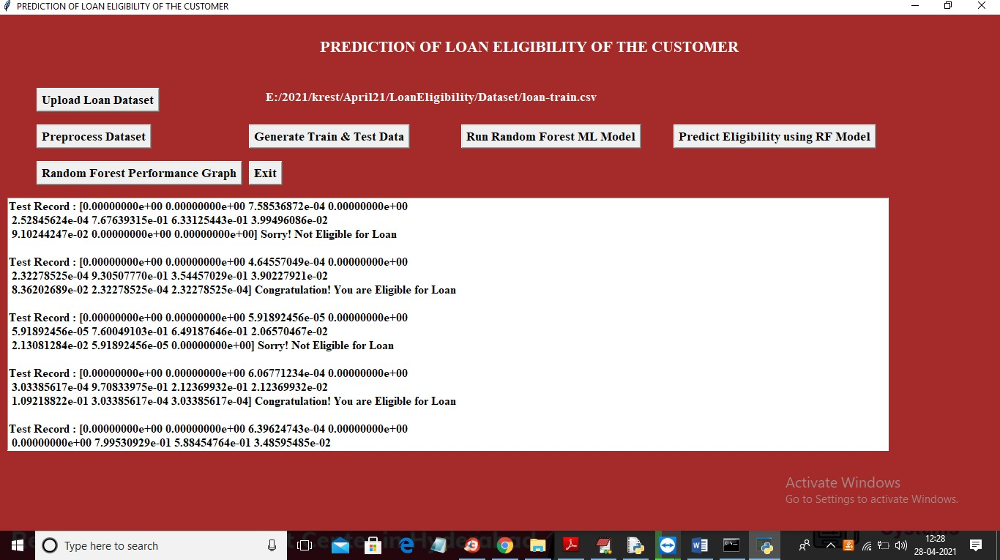 PREDICTION OF LOAN ELIGIBILITY OF THE CUSTOMER
PREDICTION OF LOAN ELIGIBILITY OF THE CUSTOMER
Upload Loan Dataset
E:/2021/krest/April21/LoanEligibility/Dataset/loan-train.csv
Preprocess Dataset
Generate Train & Test Data
Run Random Forest ML Model
Predict Eligibility using RF Model
Random Forest Performance Graph
Exit
Test Record : [0.00000000e+00 0.00000000e+00 7.58536872e-04 0.00000000e+00
2.52845624e-04 7.67639315e-01 6.33125443e-01 3.99496086e-02
9.10244247e-02 0.00000000e+00 0.00000000e+00] Sorry! Not Eligible for Loan
Test Record : [0.00000000e+00 0.00000000e+00 4.64557049e-04 0.00000000e+00
2.32278525e-04 9.30507770e-01 3.54457029e-01 3.90227921e-02
8.36202689e-02 2.32278525e-04 2.32278525e-04] Congratulation! You are Eligible for Loan
Test Record : [0.00000000e+00 0.00000000e+00 5.91892456e-05 0.00000000e+00
5.91892456e-05 7.60049103e-01 6.49187646e-01 2.06570467e-02
2.13081284e-02 5.91892456e-05 0.00000000e+00] Sorry! Not Eligible for Loan
Test Record : [0.00000000e+00 0.00000000e+00 6.06771234e-04 0.00000000e+00
3.03385617e-04 9.70833975e-01 2.12369932e-01 2.12369932e-02
1.09218822e-01 3.03385617e-04 3.03385617e-04] Congratulation! You are Eligible for Loan
Test Record : [0.00000000e+00 0.00000000e+00 6.39624743e-04 0.00000000e+00
0.00000000e+00 7.99530929e-01 5.88454764e-01 3.48595485e-02
Activate Windows
Go to Settings to activate Windows.
Type here to search
12:28
28-04-2021